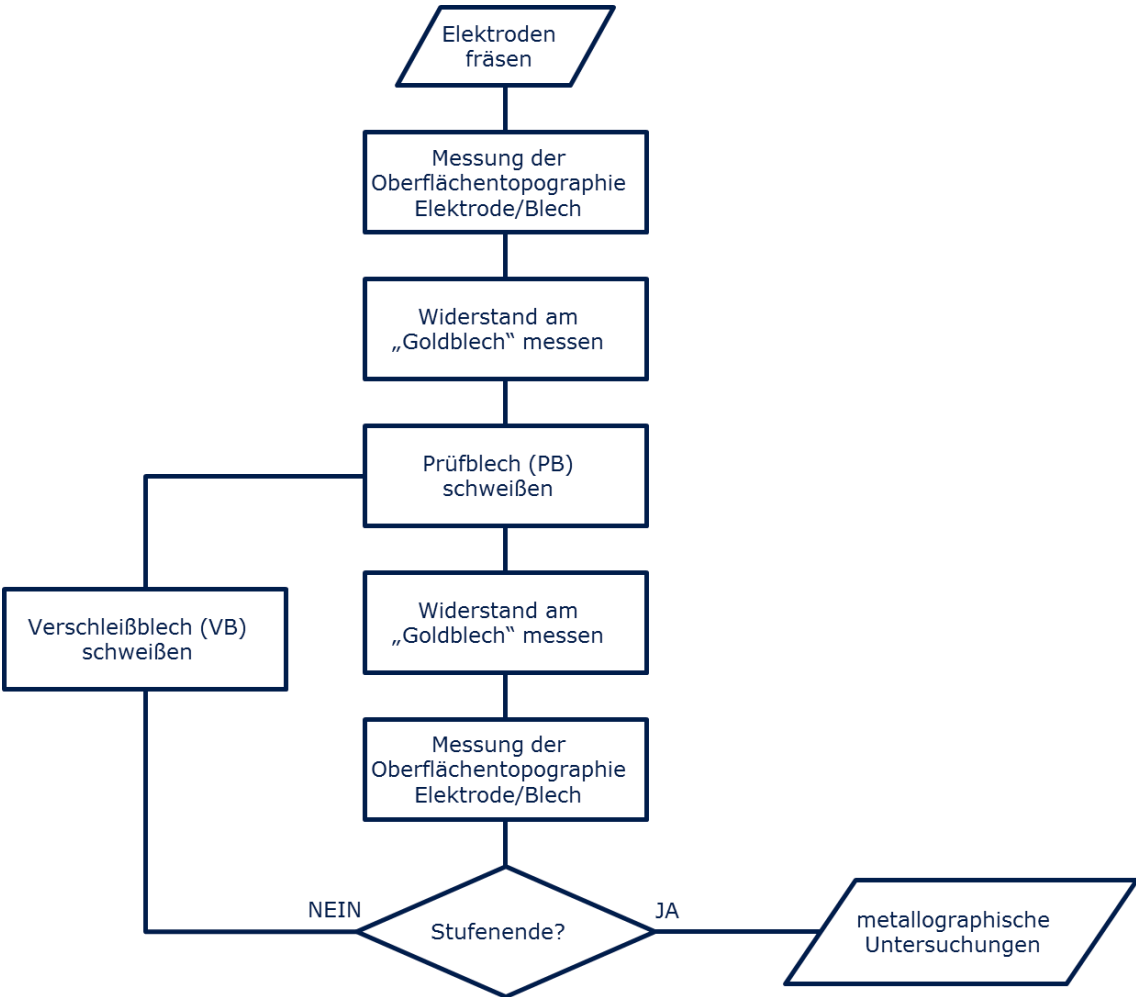 Elektroden
fräsen
Messung der
Oberflächentopographie
Elektrode/Blech
Widerstand am
„Goldblech“ messen
Prüfblech (PB)
schweißen
Verschleißblech (VB)
schweißen
Widerstand am
„Goldblech“ messen
Messung der
Oberflächentopographie
Elektrode/Blech
NEIN
Stufenende?
JA
metallographische
Untersuchungen